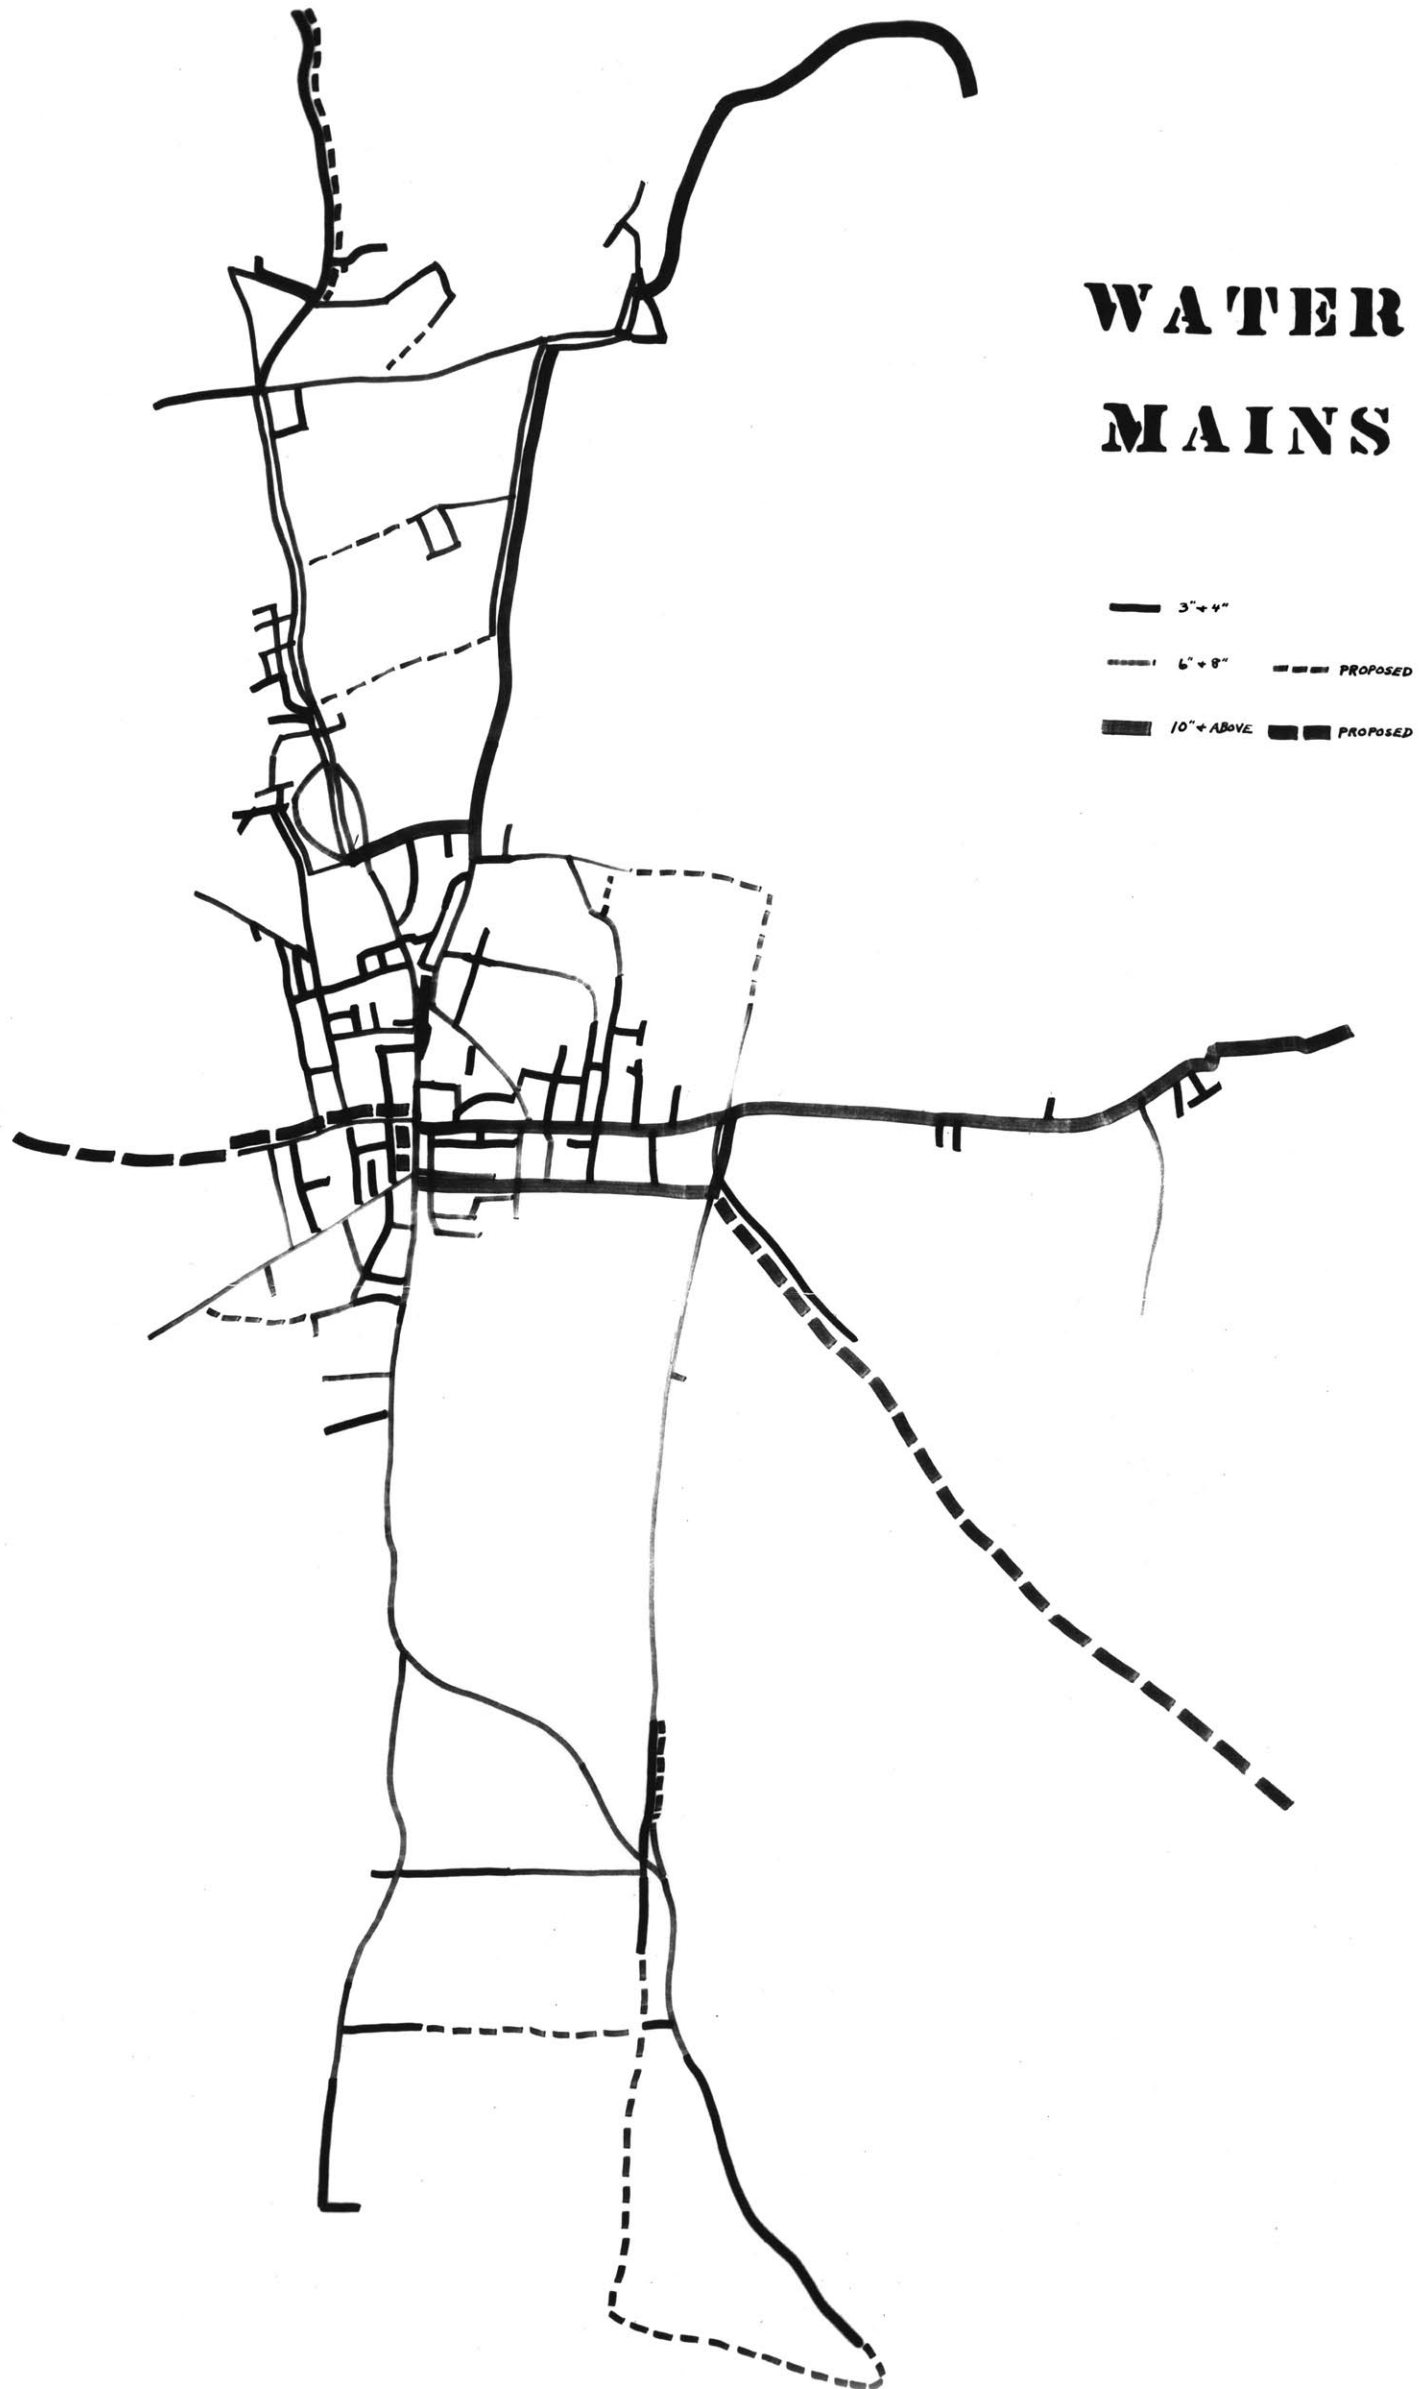 WATER
MAINS
3" + 4"
6" + 8" PROPOSED
10" + ABOVE PROPOSED